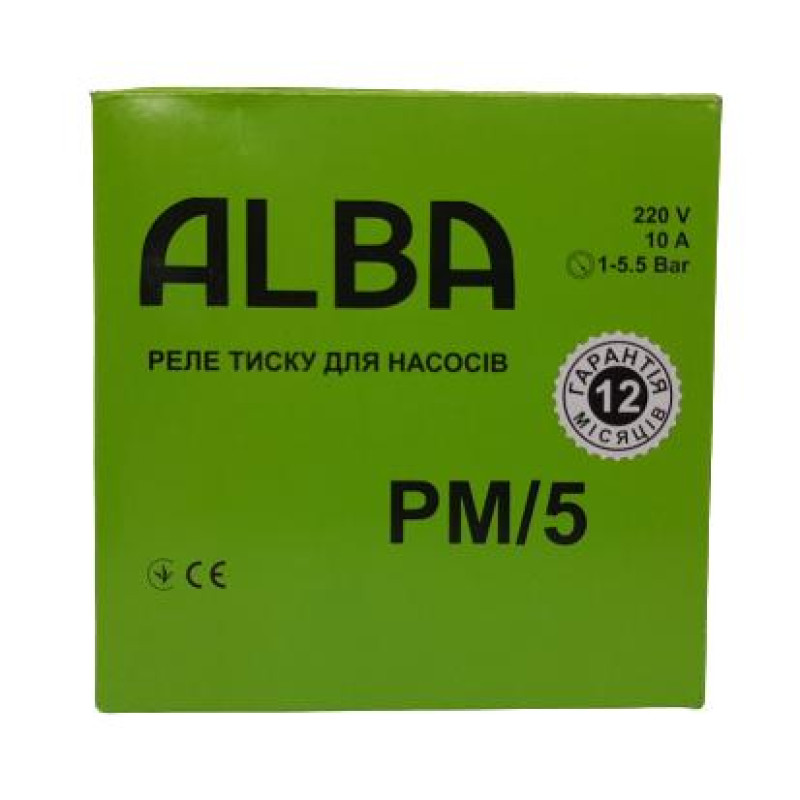 ALBA
РЕЛЕ ТИСКУ ДЛЯ НАСОСІВ
220 V
10 A
1-5.5 Bar
ГАРАНТІЯ
12
МІСЯЦІВ
PM/5
CE